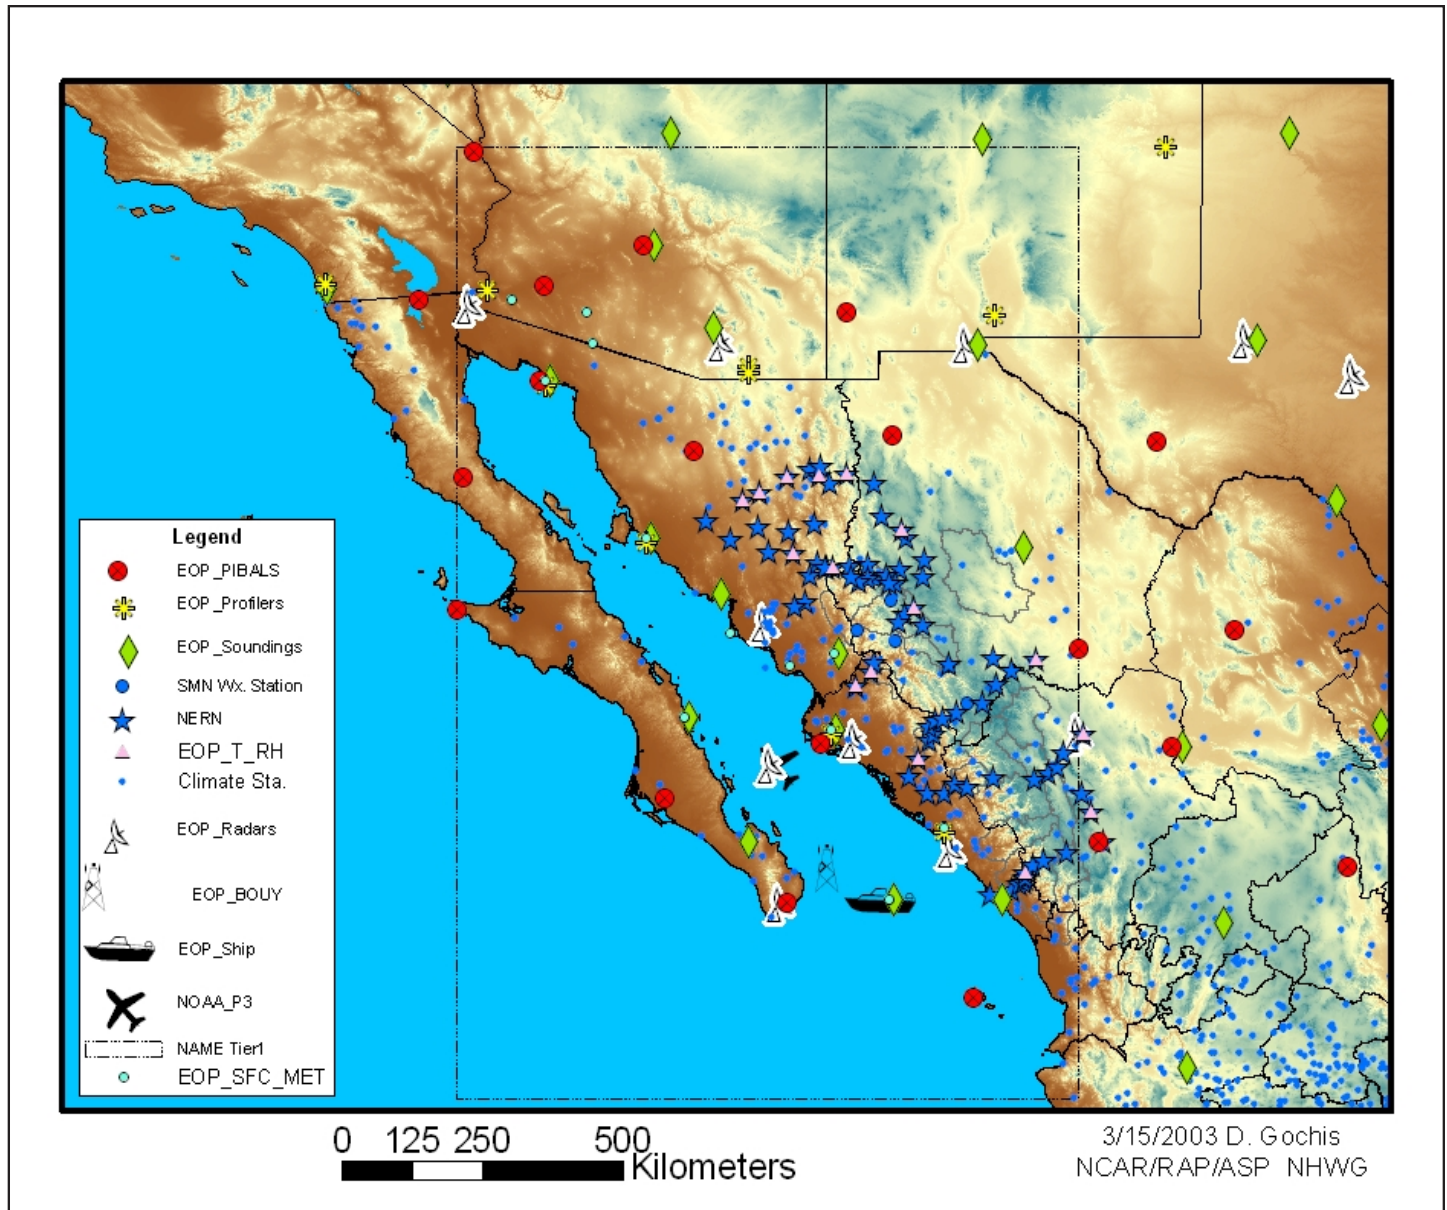 Legend
EOP_PIBALS
EOP_Profilers
EOP_Soundings
SMN Wx. Station
NERN
EOP_T_RH
Climate Sta.
EOP_Radars
EOP_BOUY
EOP_Ship
NOAA_P3
NAME Tier1
EOP_SFC_MET
0 125 250 500
Kilometers
3/15/2003 D. Gochis
NCAR/RAP/ASP NHWG